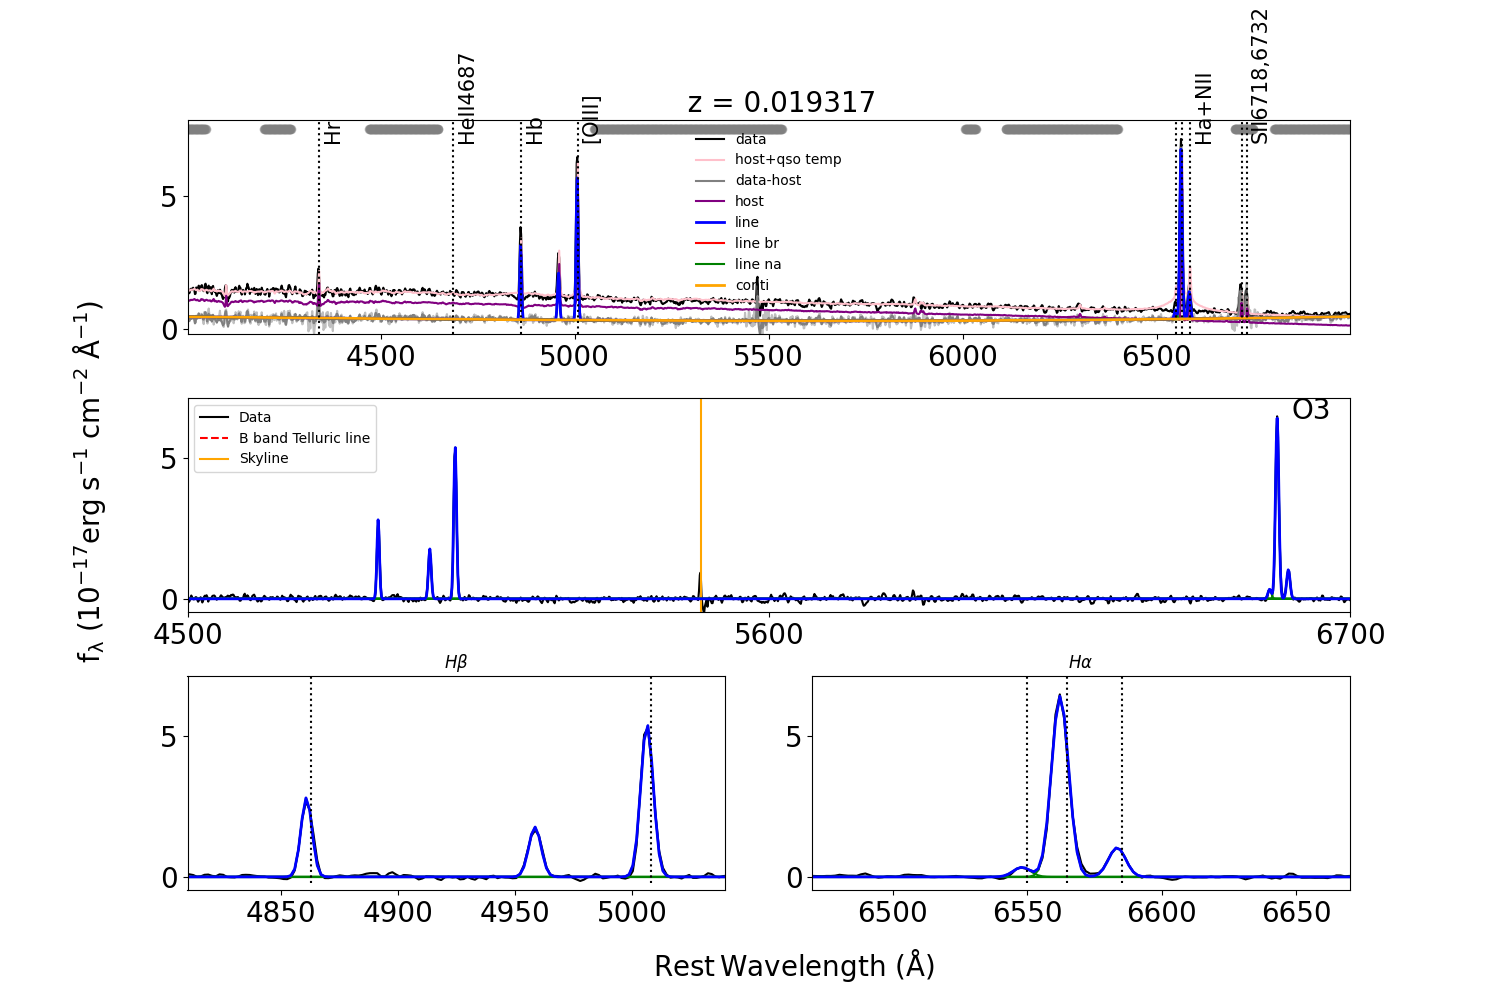 z = 0.019317
Hr
HeII4687
Hb
[OIII]
Ha+NII
SII6718,6732
data
host+qso temp
data-host
host
line
line br
line na
conti
5
0
4500 5000 5500 6000 6500
Data
B band Telluric line
Skyline
O3
5
0
4500 5600 6700
fλ (10⁻¹⁷erg s⁻¹ cm⁻² Å⁻¹)
Hβ
5
0
4850 4900 4950 5000
Hα
5
0
6500 6550 6600 6650
Rest Wavelength (Å)